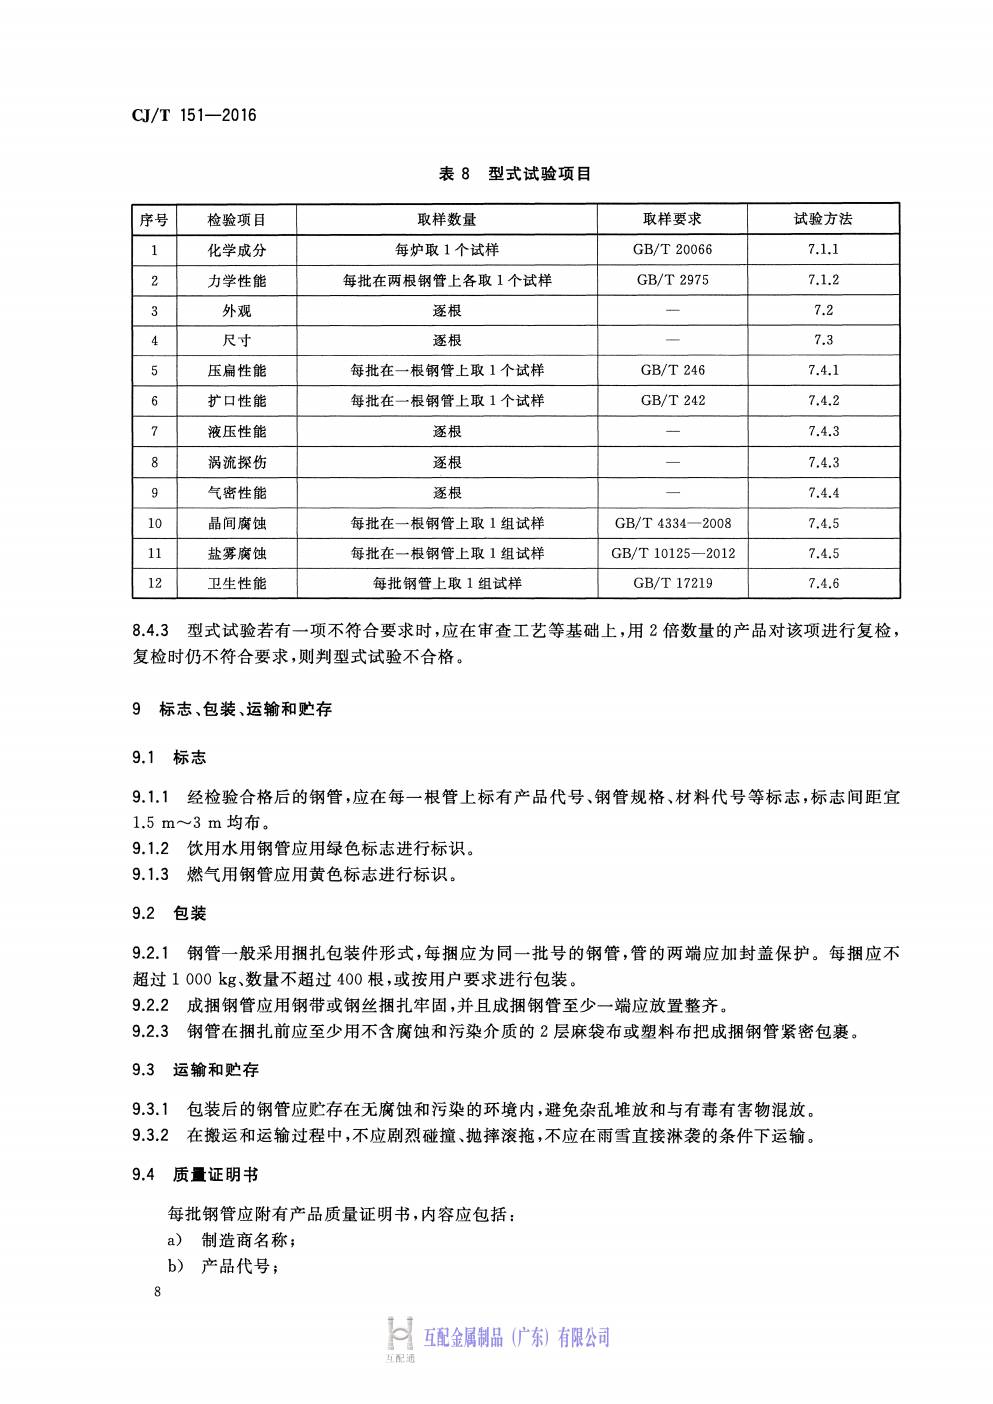 CJ/T 151—2016
表 8 型式试验项目
序号 检验项目 取样数量 取样要求 试验方法
1 化学成分 每炉取 1 个试样 GB/T 20066 7.1.1
2 力学性能 每批在两根钢管上各取 1 个试样 GB/T 2975 7.1.2
3 外观 逐根 — 7.2
4 尺寸 逐根 — 7.3
5 压扁性能 每批在一根钢管上取 1 个试样 GB/T 246 7.4.1
6 扩口性能 每批在一根钢管上取 1 个试样 GB/T 242 7.4.2
7 液压性能 逐根 — 7.4.3
8 涡流探伤 逐根 — 7.4.3
9 气密性能 逐根 — 7.4.4
10 晶间腐蚀 每批在一根钢管上取 1 组试样 GB/T 4334—2008 7.4.5
11 盐雾腐蚀 每批在一根钢管上取 1 组试样 GB/T 10125—2012 7.4.5
12 卫生性能 每批钢管上取 1 组试样 GB/T 17219 7.4.6
8.4.3 型式试验若有一项不符合要求时,应在审查工艺等基础上,用 2 倍数量的产品对该项进行复检,
复检时仍不符合要求,则判型式试验不合格。
9 标志、包装、运输和贮存
9.1 标志
9.1.1 经检验合格后的钢管,应在每一根管上标有产品代号、钢管规格、材料代号等标志,标志间距宜
1.5 m～3 m 均布。
9.1.2 饮用水用钢管应用绿色标志进行标识。
9.1.3 燃气用钢管应用黄色标志进行标识。
9.2 包装
9.2.1 钢管一般采用捆扎包装件形式,每捆应为同一批号的钢管,管的两端应加封盖保护。每捆应不
超过 1 000 kg、数量不超过 400 根,或按用户要求进行包装。
9.2.2 成捆钢管应用钢带或钢丝捆扎牢固,并且成捆钢管至少一端应放置整齐。
9.2.3 钢管在捆扎前应至少用不含腐蚀和污染介质的 2 层麻袋布或塑料布把成捆钢管紧密包裹。
9.3 运输和贮存
9.3.1 包装后的钢管应贮存在无腐蚀和污染的环境内,避免杂乱堆放和与有毒有害物混放。
9.3.2 在搬运和运输过程中,不应剧烈碰撞、抛摔滚拖,不应在雨雪直接淋袭的条件下运输。
9.4 质量证明书
每批钢管应附有产品质量证明书,内容应包括:
a) 制造商名称;
b) 产品代号;
8
互配金属制品（广东）有限公司
互配通